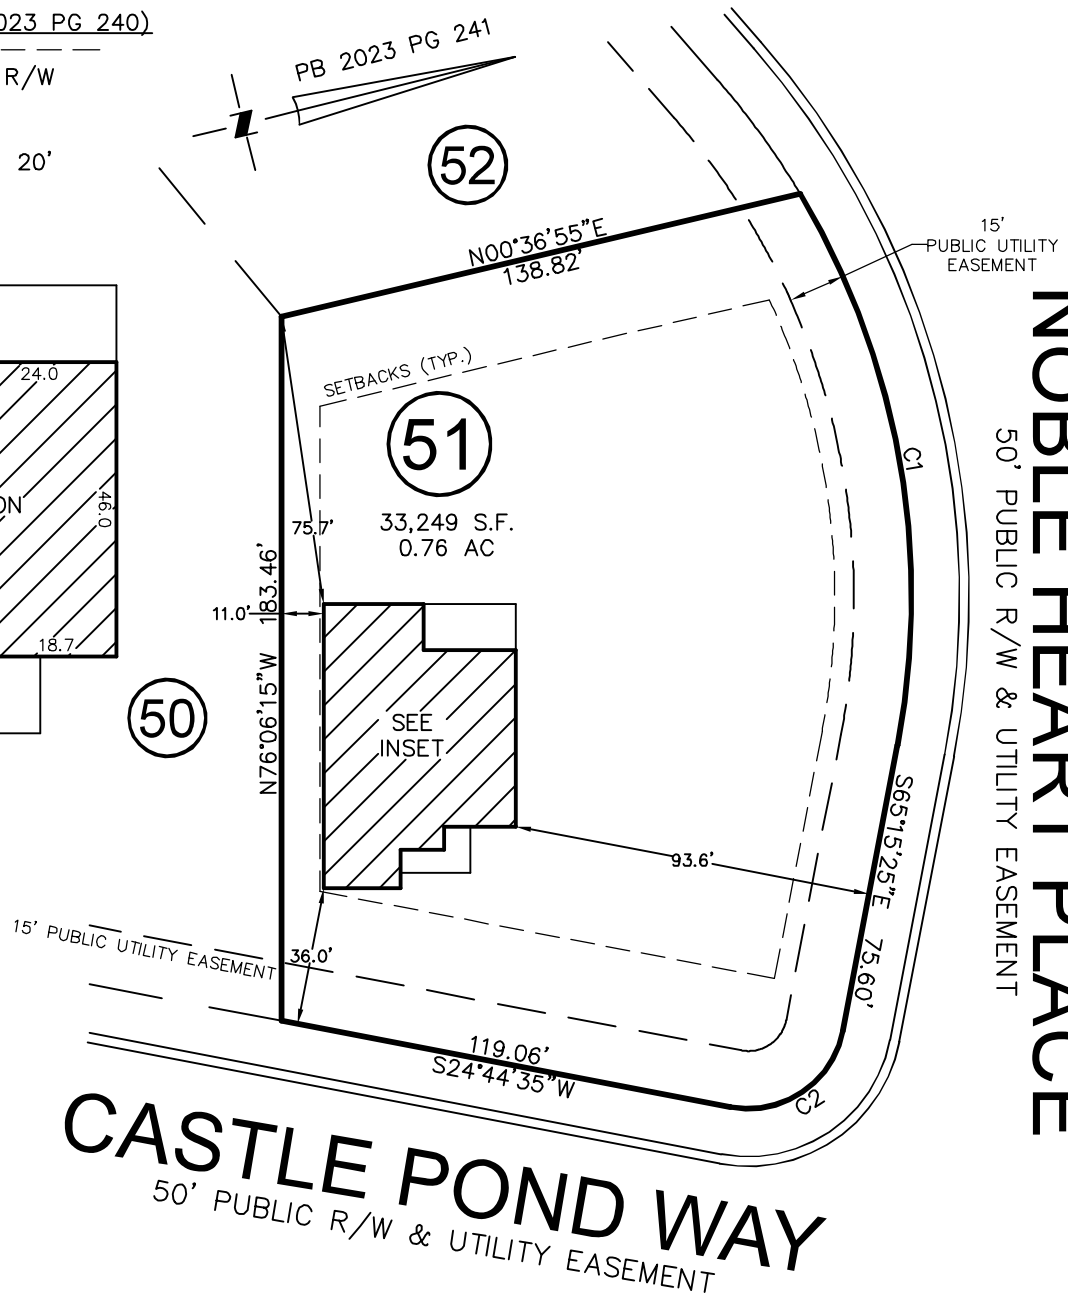 023 PG 240)
R/W
20'
PB 2023 PG 241
52
N00°36'55"E
138.82'
15'
PUBLIC UTILITY
EASEMENT
SETBACKS (TYP.)
51
33,249 S.F.
0.76 AC
24.0
46.0
ON
18.7
75.7'
11.0'
N76°06'15"W 183.46'
50
SEE
INSET
C1
NOBLE HEART PLACE
50' PUBLIC R/W & UTILITY EASEMENT
93.6'
S65°15'25"E 75.60'
15' PUBLIC UTILITY EASEMENT
36.0'
119.06'
S24°44'35"W
C2
CASTLE POND WAY
50' PUBLIC R/W & UTILITY EASEMENT